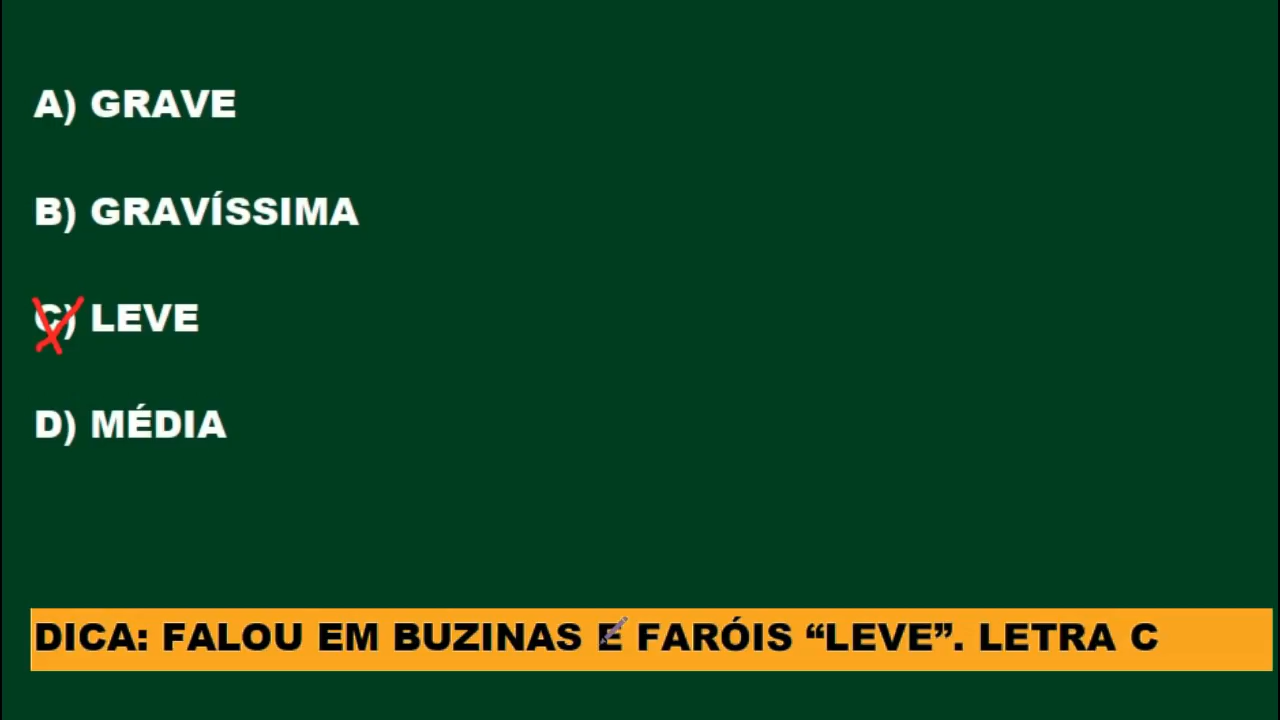 A) GRAVE
B) GRAVÍSSIMA
C) LEVE
D) MÉDIA
DICA: FALOU EM BUZINAS E FARÓIS “LEVE”. LETRA C